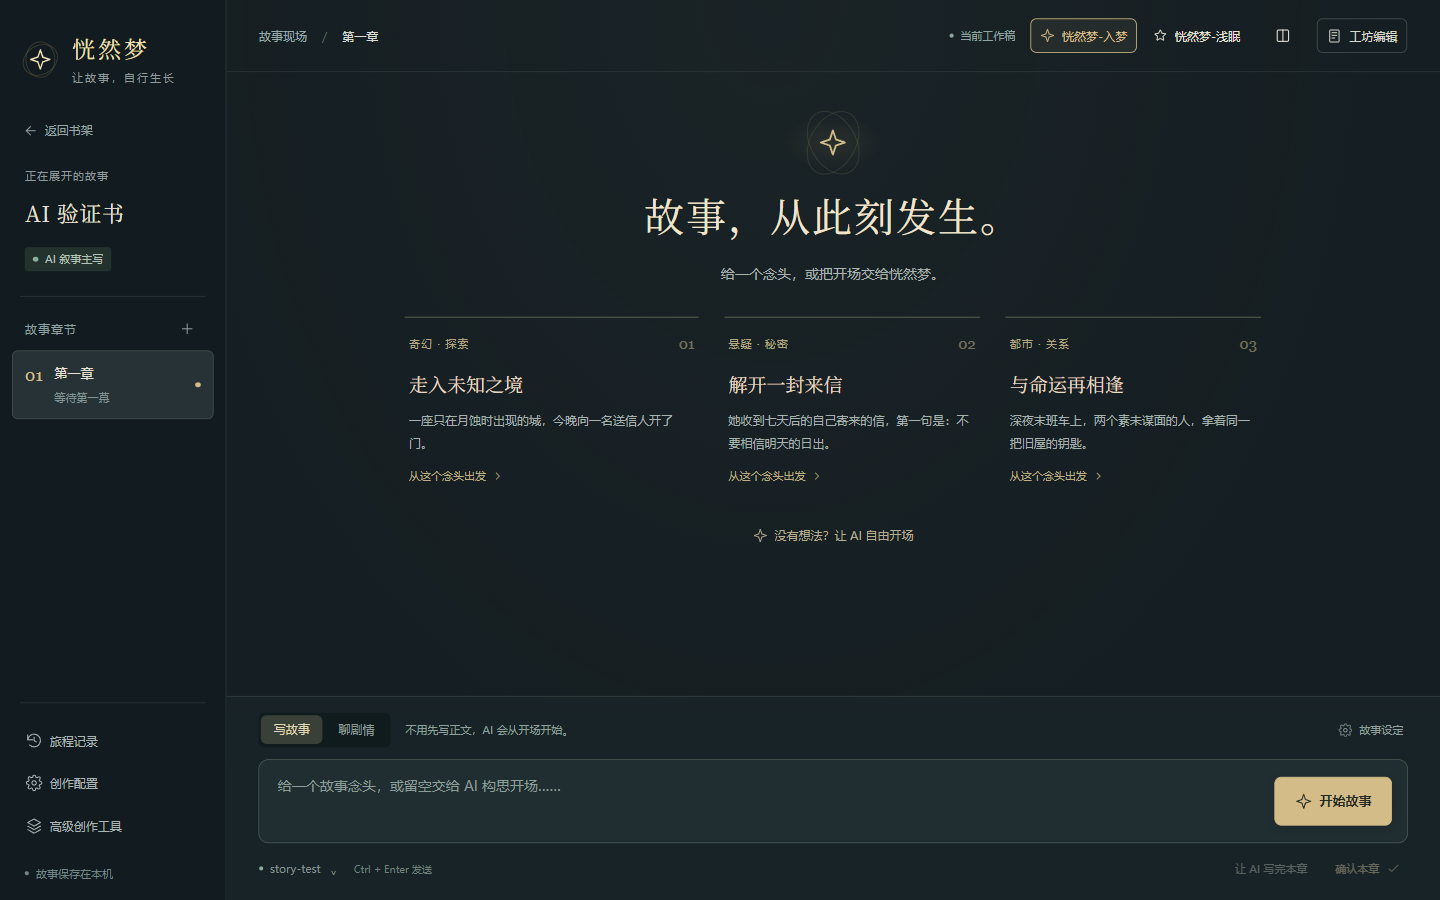 恍然梦
让故事，自行生长
返回书架
正在展开的故事
AI 验证书
AI 叙事主写
故事章节
01 第一章
等待第一幕
旅程记录
创作配置
高级创作工具
故事保存在本机
故事现场 / 第一章
当前工作稿
恍然梦-入梦
恍然梦-浅眠
工坊编辑
故事，从此刻发生。
给一个念头，或把开场交给恍然梦。
奇幻 · 探索 01
走入未知之境
一座只在月蚀时出现的城，今晚向一名送信人开了
门。
从这个念头出发
悬疑 · 秘密 02
解开一封来信
她收到七天后的自己寄来的信，第一句是：不
要相信明天的日出。
从这个念头出发
都市 · 关系 03
与命运再相逢
深夜末班车上，两个素未谋面的人，拿着同一
把旧屋的钥匙。
从这个念头出发
没有想法？让 AI 自由开场
写故事 聊剧情 不用先写正文，AI 会从开场开始。
故事设定
给一个故事念头，或留空交给 AI 构思开场……
开始故事
story-test
Ctrl + Enter 发送
让 AI 写完本章
确认本章